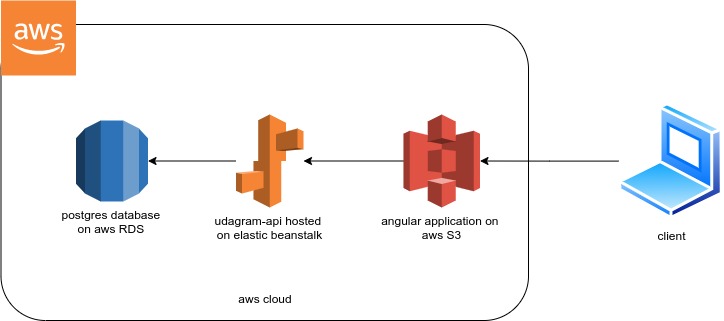 aws
postgres database
on aws RDS
udagram-api hosted
on elastic beanstalk
angular application on
aws S3
client
aws cloud